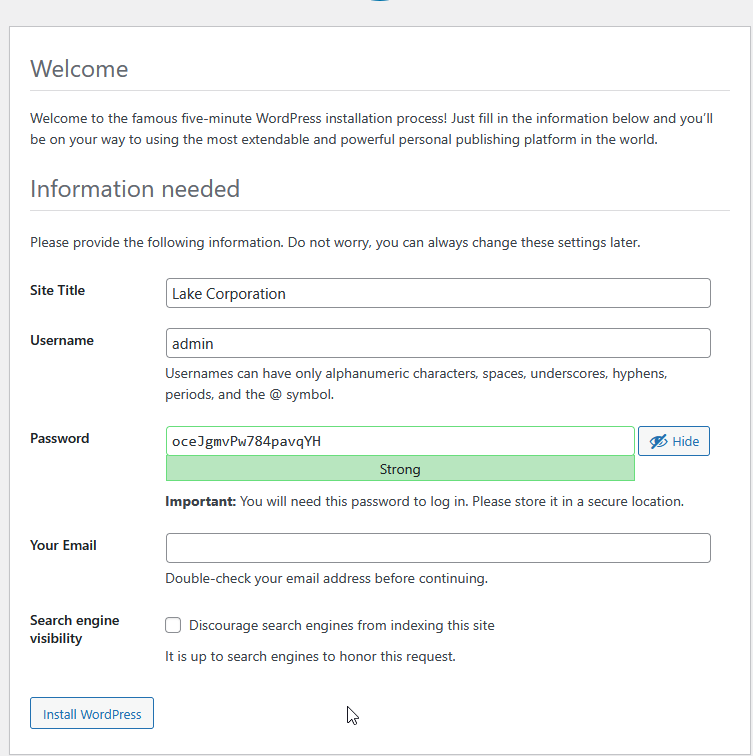 Welcome
Welcome to the famous five-minute WordPress installation process! Just fill in the information below and you’ll
be on your way to using the most extendable and powerful personal publishing platform in the world.
Information needed
Please provide the following information. Do not worry, you can always change these settings later.
Site Title
Lake Corporation
Username
admin
Usernames can have only alphanumeric characters, spaces, underscores, hyphens,
periods, and the @ symbol.
Password
oceJgmvPw784pavqYH
Hide
Strong
Important: You will need this password to log in. Please store it in a secure location.
Your Email
Double-check your email address before continuing.
Search engine
visibility
Discourage search engines from indexing this site
It is up to search engines to honor this request.
Install WordPress